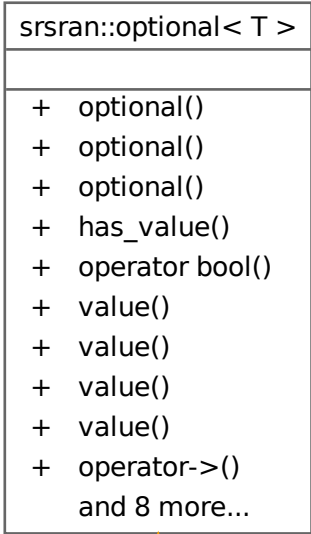 srsran::optional< T >
+ optional()
+ optional()
+ optional()
+ has_value()
+ operator bool()
+ value()
+ value()
+ value()
+ value()
+ operator->()
and 8 more...